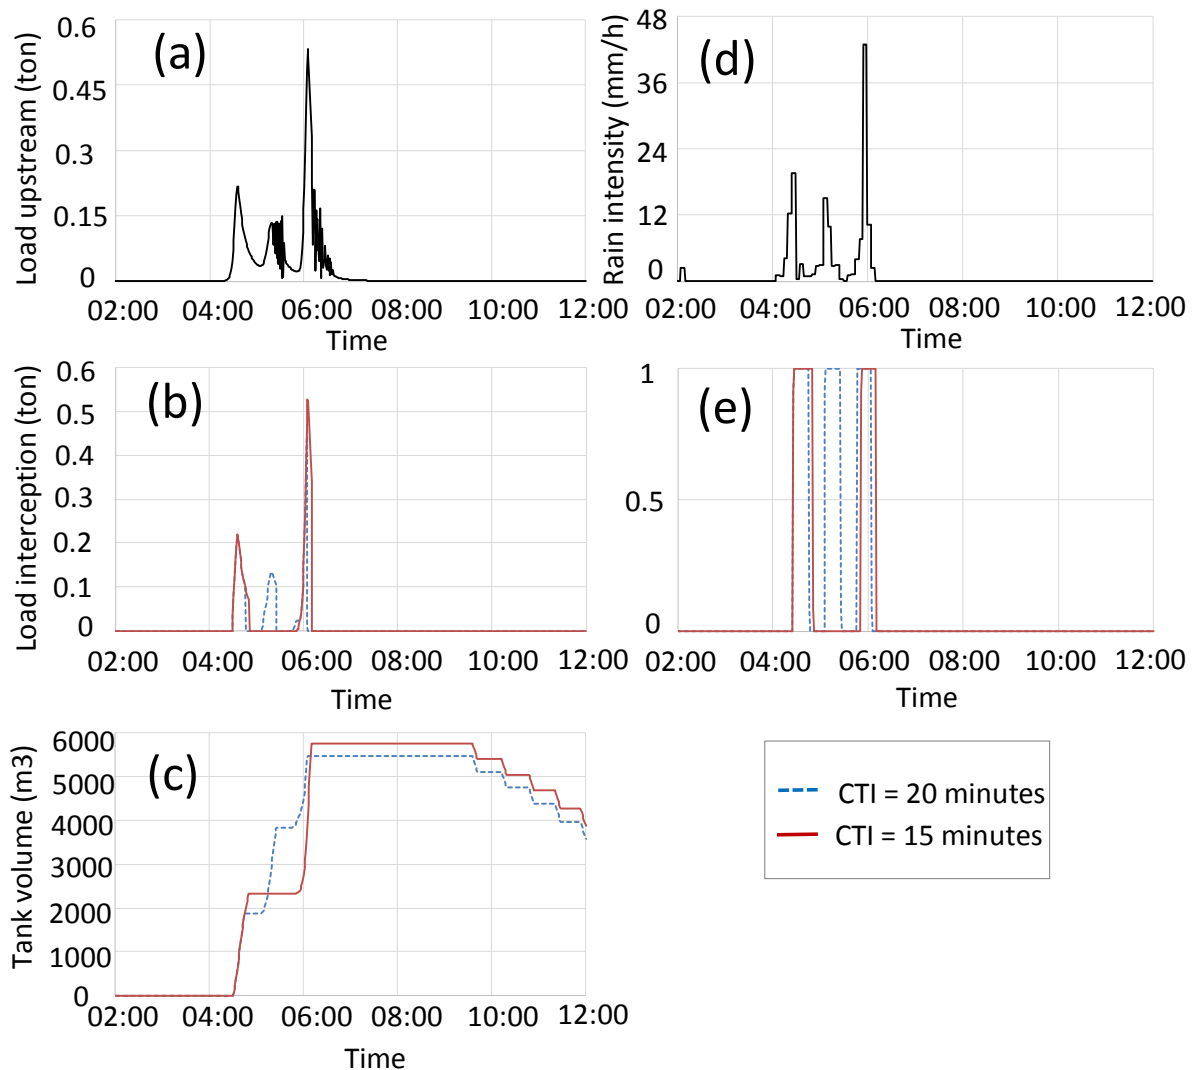 (a)
Load upstream (ton)
0.6
0.45
0.3
0.15
0
02:00 04:00 06:00 08:00 10:00 12:00
Time
(d)
Rain intensity (mm/h)
48
36
24
12
0
02:00 04:00 06:00 08:00 10:00 12:00
Time
(b)
Load interception (ton)
0.6
0.5
0.4
0.3
0.2
0.1
0
02:00 04:00 06:00 08:00 10:00 12:00
Time
(e)
1
0.5
0
02:00 04:00 06:00 08:00 10:00 12:00
Time
(c)
Tank volume (m3)
6000
5000
4000
3000
2000
1000
0
02:00 04:00 06:00 08:00 10:00 12:00
Time
CTI = 20 minutes
CTI = 15 minutes